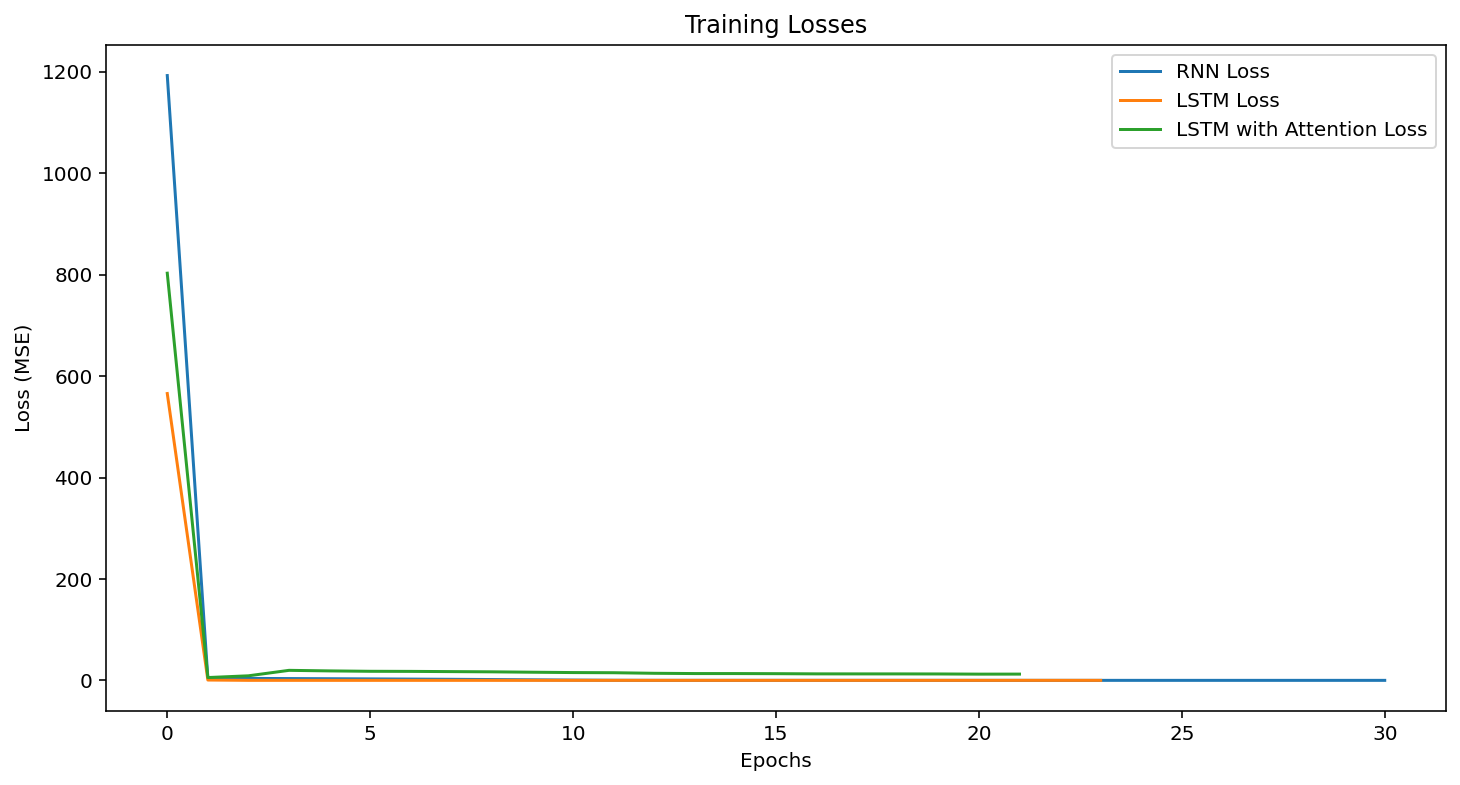 Training Losses
RNN Loss
LSTM Loss
LSTM with Attention Loss
Loss (MSE)
1200
1000
800
600
400
200
0
0 5 10 15 20 25 30
Epochs